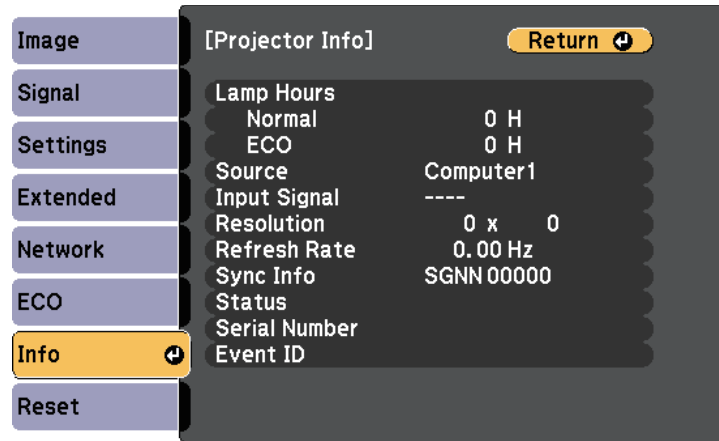 Image
Signal
Settings
Extended
Network
ECO
Info
Reset
[Projector Info] Return
Lamp Hours
Normal 0 H
ECO 0 H
Source Computer1
Input Signal ----
Resolution 0 x 0
Refresh Rate 0.00 Hz
Sync Info SGNN 00000
Status
Serial Number
Event ID